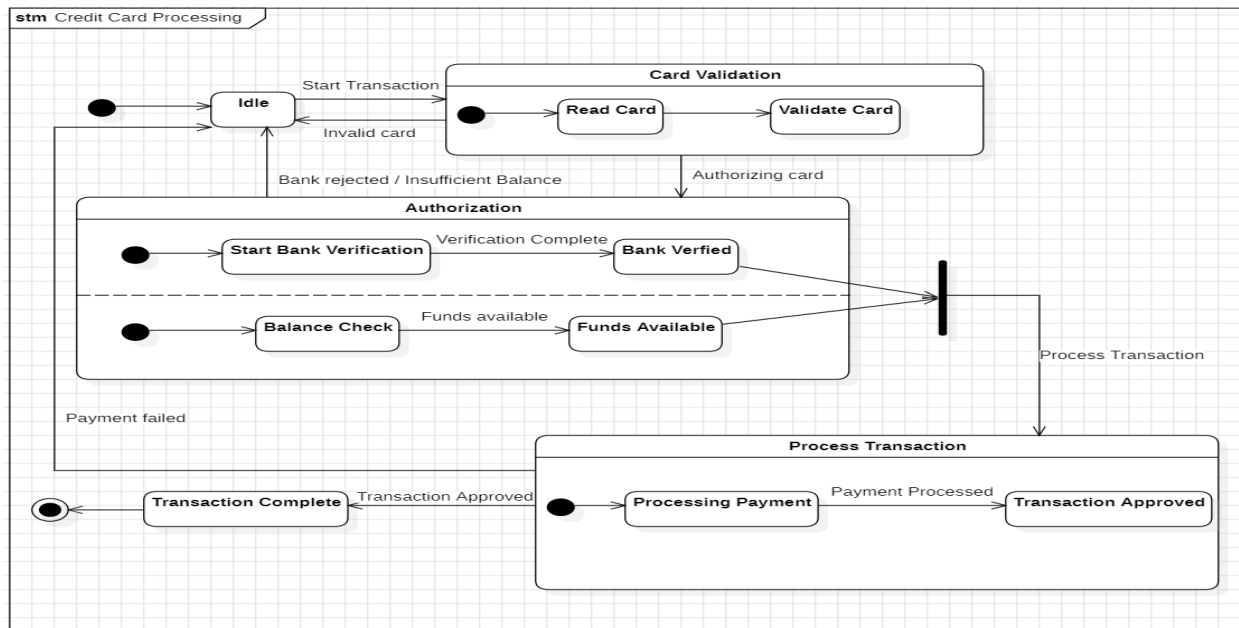 stm Credit Card Processing
Card Validation
Start Transaction
Idle
Read Card
Validate Card
Invalid card
Bank rejected / Insufficient Balance
Authorizing card
Authorization
Start Bank Verification
Verification Complete
Bank Verfied
Balance Check
Funds available
Funds Available
Process Transaction
Payment failed
Process Transaction
Transaction Complete
Transaction Approved
Processing Payment
Payment Processed
Transaction Approved